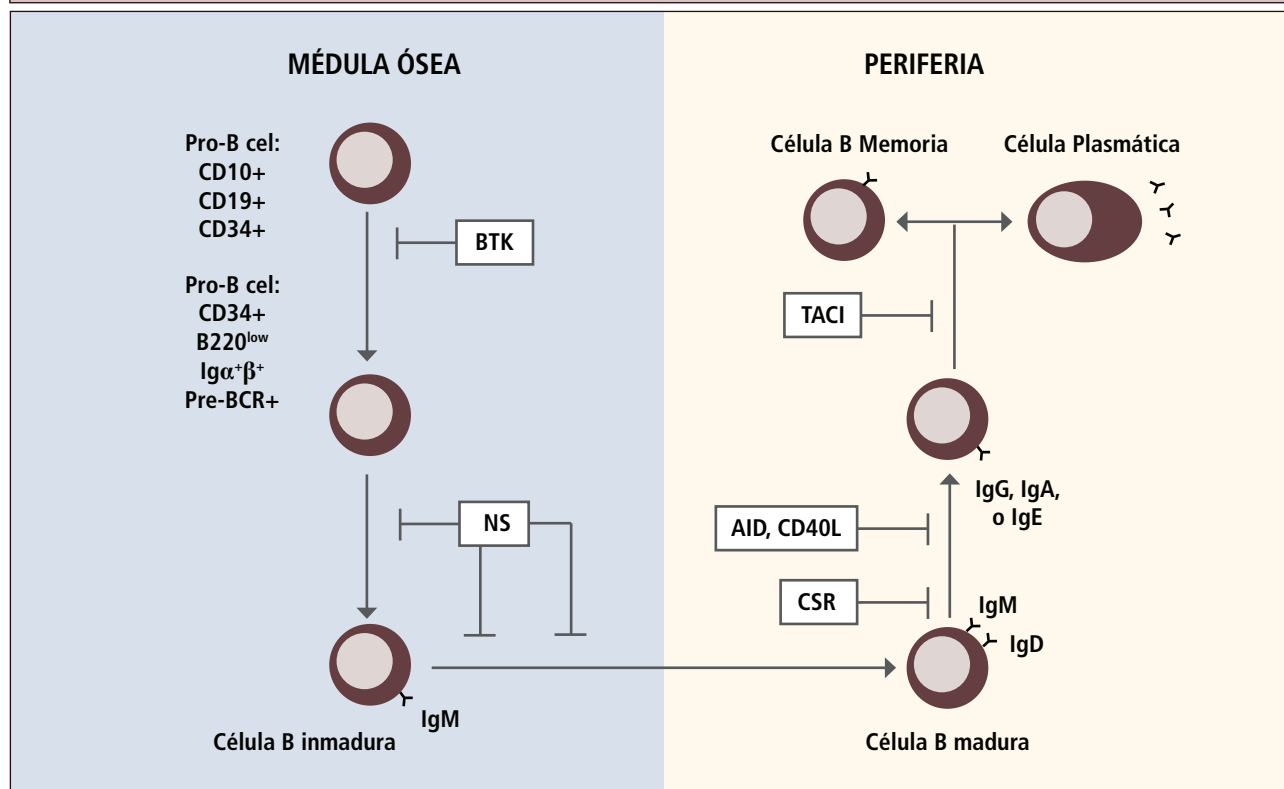 MÉDULA ÓSEA
Pro-B cel:
CD10+
CD19+
CD34+
BTK
Pro-B cel:
CD34+
B220low
Igα+β+
Pre-BCR+
NS
IgM
Célula B inmadura
PERIFERIA
Célula B Memoria
Célula Plasmática
TACI
IgG, IgA,
o IgE
AID, CD40L
CSR
IgM
IgD
Célula B madura